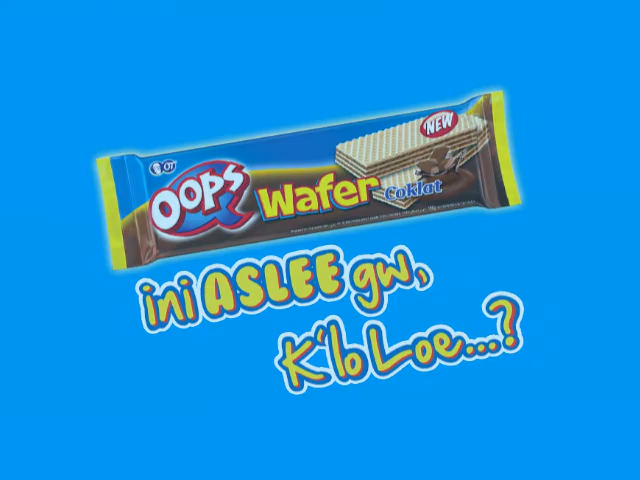 OT
OOPS
Wafer
Coklat
NEW
ini ASLEE gw,
K'lo Loe...?